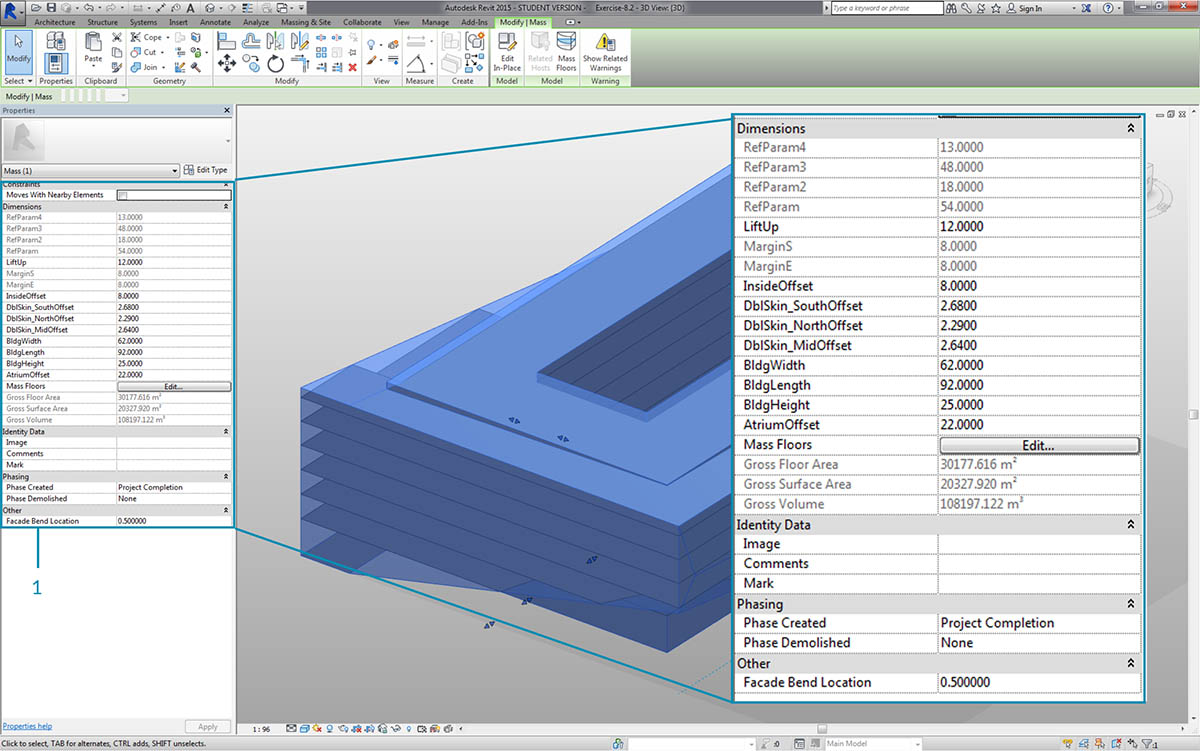 Autodesk Revit 2015 - STUDENT VERSION - Exercise-8.2 - 3D View: {3D}
Type a keyword or phrase
Sign In
Architecture Structure Systems Insert Annotate Analyze Massing & Site Collaborate View Manage Add-Ins Modify | Mass
Modify
Paste
Cope
Cut
Join
Edit In-Place
Related Hosts
Mass Floors
Show Related Warnings
Select Properties Clipboard Geometry Modify View Measure Create Model Model Warning
Modify | Mass
Properties
Mass (1)
Edit Type
Constraints
Moves With Nearby Elements
Dimensions
RefParam4 13.0000
RefParam3 48.0000
RefParam2 18.0000
RefParam 54.0000
LiftUp 12.0000
MarginS 8.0000
MarginE 8.0000
InsideOffset 8.0000
DblSkin_SouthOffset 2.6800
DblSkin_NorthOffset 2.2900
DblSkin_MidOffset 2.6400
BldgWidth 62.0000
BldgLength 92.0000
BldgHeight 25.0000
AtriumOffset 22.0000
Mass Floors Edit...
Gross Floor Area 30177.616 m²
Gross Surface Area 20327.920 m²
Gross Volume 108197.122 m³
Identity Data
Image
Comments
Mark
Phasing
Phase Created Project Completion
Phase Demolished None
Other
Facade Bend Location 0.500000
1
Dimensions
RefParam4 13.0000
RefParam3 48.0000
RefParam2 18.0000
RefParam 54.0000
LiftUp 12.0000
MarginS 8.0000
MarginE 8.0000
InsideOffset 8.0000
DblSkin_SouthOffset 2.6800
DblSkin_NorthOffset 2.2900
DblSkin_MidOffset 2.6400
BldgWidth 62.0000
BldgLength 92.0000
BldgHeight 25.0000
AtriumOffset 22.0000
Mass Floors Edit...
Gross Floor Area 30177.616 m²
Gross Surface Area 20327.920 m²
Gross Volume 108197.122 m³
Identity Data
Image
Comments
Mark
Phasing
Phase Created Project Completion
Phase Demolished None
Other
Facade Bend Location 0.500000
Properties help
Apply
1 : 96
Click to select, TAB for alternates, CTRL adds, SHIFT unselects.
:0
Main Model
:1